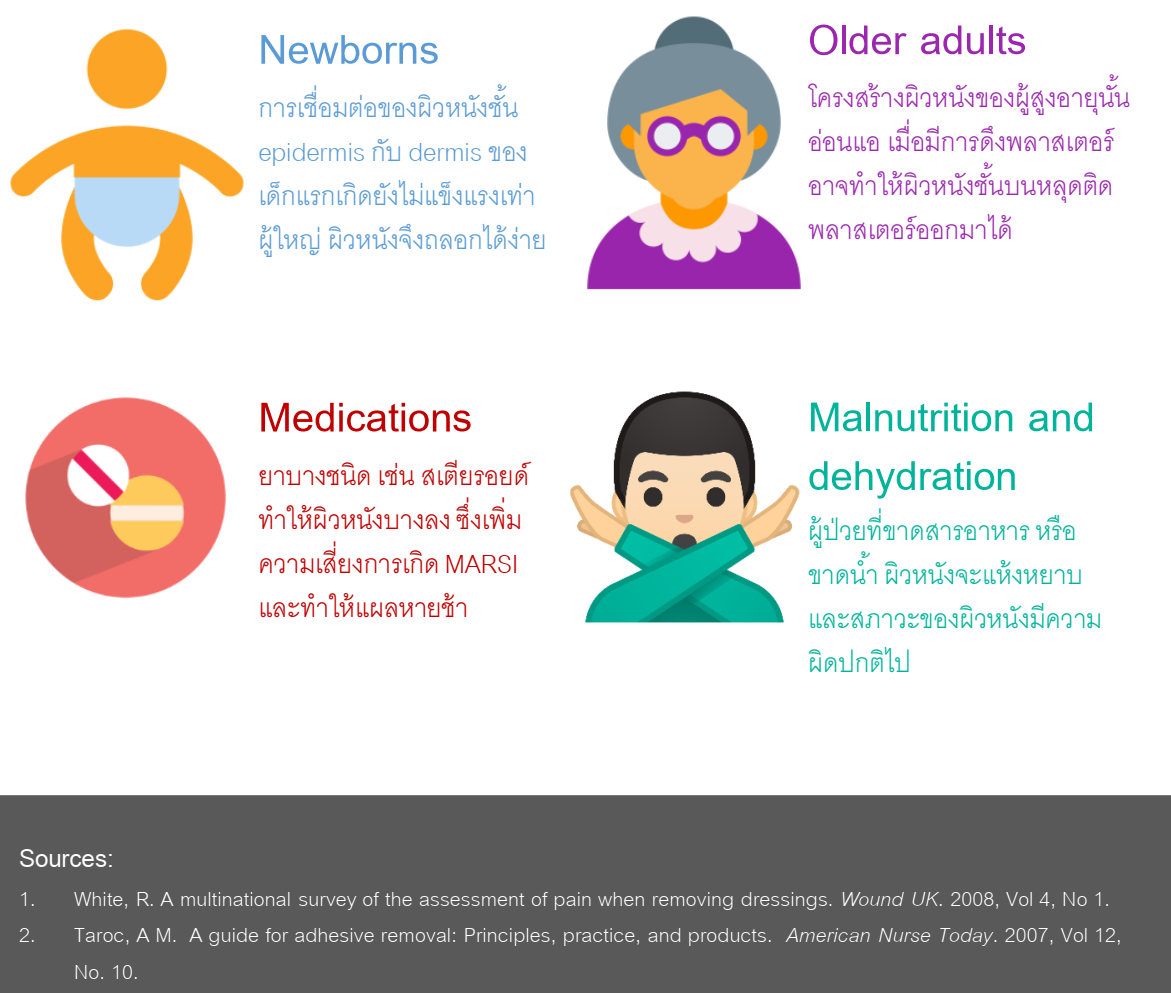 Newborns
การเชื่อมต่อของผิวหนังชั้น
epidermis กับ dermis ของ
เด็กแรกเกิดยังไม่แข็งแรงเท่า
ผู้ใหญ่ ผิวหนังจึงถลอกได้ง่าย
Older adults
โครงสร้างผิวหนังของผู้สูงอายุนั้น
อ่อนแอ เมื่อมีการดึงพลาสเตอร์
อาจทำให้ผิวหนังชั้นบนหลุดติด
พลาสเตอร์ออกมาได้
Medications
ยาบางชนิด เช่น สเตียรอยด์
ทำให้ผิวหนังบางลง ซึ่งเพิ่ม
ความเสี่ยงการเกิด MARSI
และทำให้แผลหายช้า
Malnutrition and
dehydration
ผู้ป่วยที่ขาดสารอาหาร หรือ
ขาดน้ำ ผิวหนังจะแห้งหยาบ
และสภาวะของผิวหนังมีความ
ผิดปกติไป
Sources:
1. White, R. A multinational survey of the assessment of pain when removing dressings. Wound UK. 2008, Vol 4, No 1.
2. Taroc, A M. A guide for adhesive removal: Principles, practice, and products. American Nurse Today. 2007, Vol 12,
No. 10.